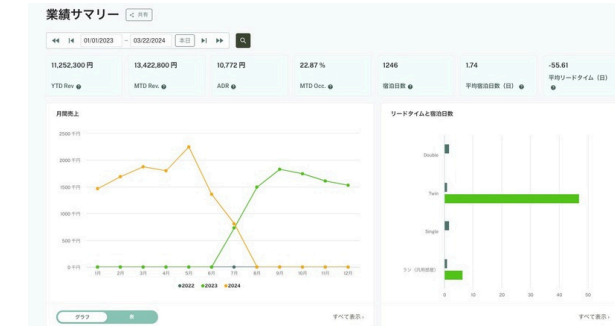 業績サマリー
共有
01/01/2023 - 03/22/2024 本日
11,252,300 円
YTD Rev
13,422,800 円
MTD Rev.
10,772 円
ADR
22.87 %
MTD Occ.
1246
宿泊日数
1.74
平均宿泊日数（日）
-55.61
平均リードタイム（日）
月間売上
2500 千円
2000 千円
1500 千円
1000 千円
500 千円
0 千円
1月 2月 3月 4月 5月 6月 7月 8月 9月 10月 11月 12月
2022 2023 2024
グラフ
表
すべて表示
リードタイムと宿泊日数
Double
Twin
Single
0 10 20 30 40 50
すべて表示